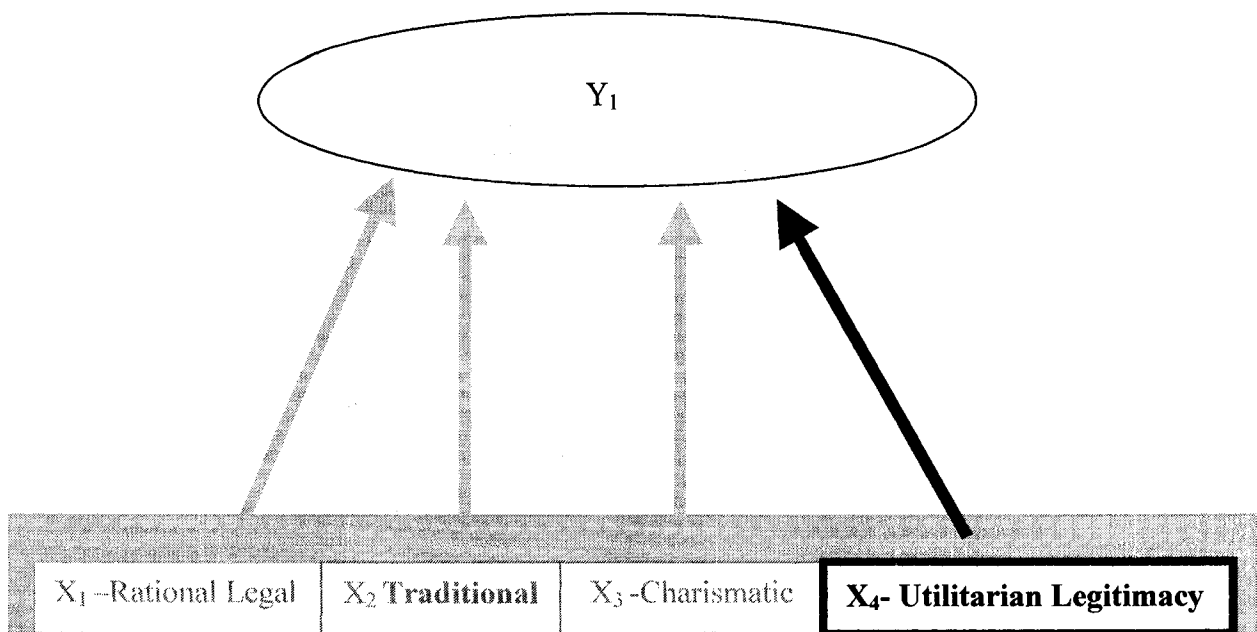 Y₁
X₁ –Rational Legal
X₂ Traditional
X₃ -Charismatic
X₄- Utilitarian Legitimacy